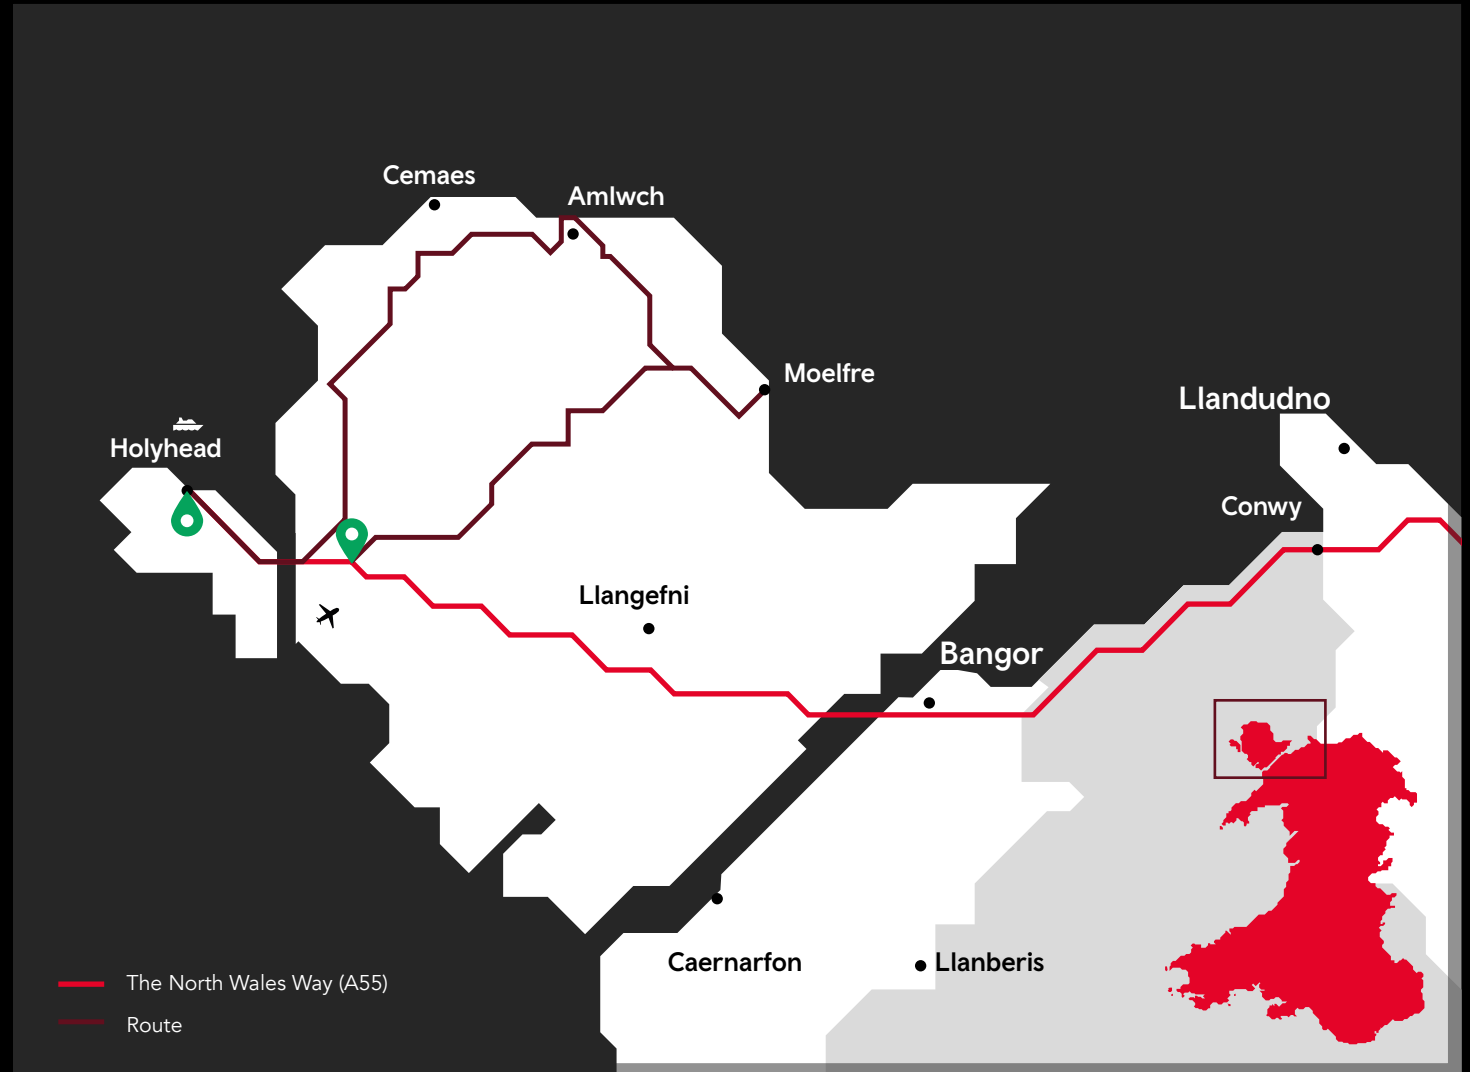 Cemaes
Amlwch
Moelfre
Llandudno
Holyhead
Conwy
Llangefni
Bangor
Caernarfon
Llanberis
The North Wales Way (A55)
Route